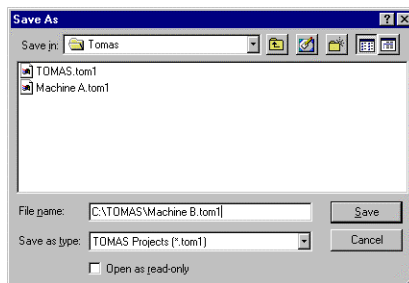 Save As
Save in: Tomas
TOMAS.tom1
Machine A.tom1
File name: C:\TOMAS\Machine B.tom1 Save
Save as type: TOMAS Projects (*.tom1) Cancel
Open as read-only